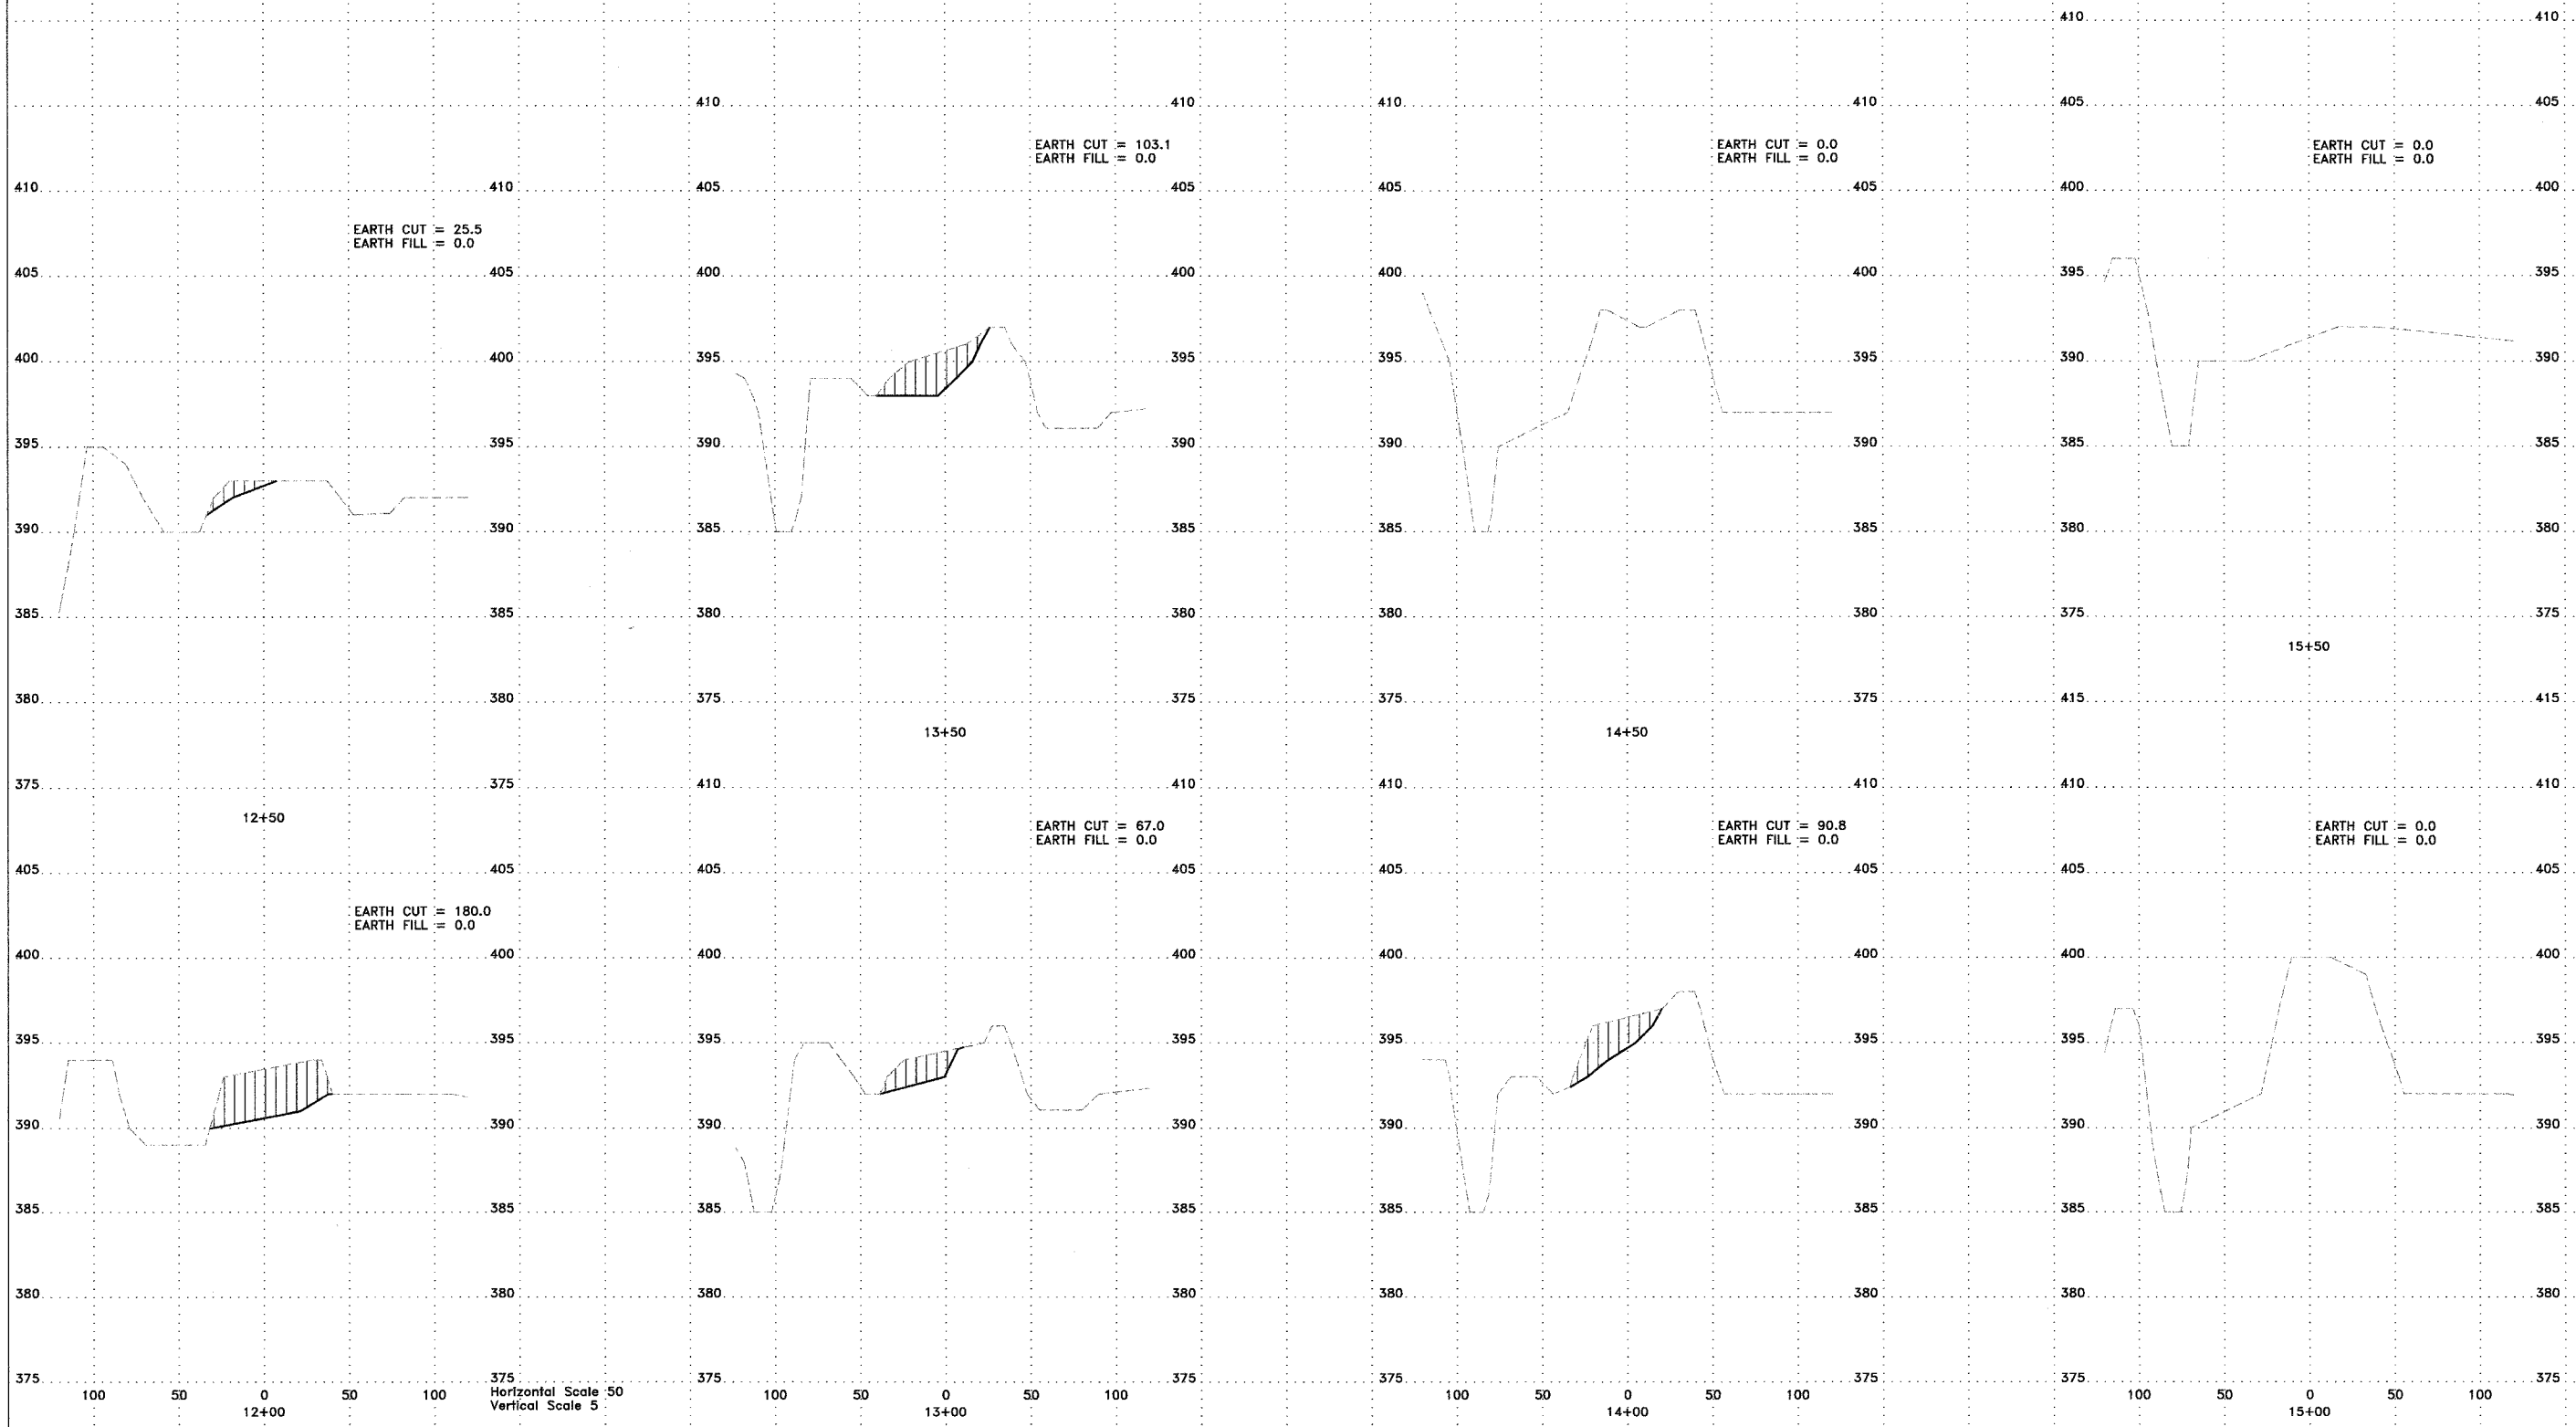 410 410
410 410 410 410 405 405
EARTH CUT = 103.1 EARTH CUT = 0.0 EARTH CUT = 0.0
EARTH FILL = 0.0 EARTH FILL = 0.0 EARTH FILL = 0.0
410 410 405 405 405 405 400 400
EARTH CUT = 25.5
EARTH FILL = 0.0
405 405 400 400 400 400 395 395
400 400 395 395 395 395 390 390
395 395 390 390 390 390 385 385
390 390 385 385 385 385 380 380
385 385 380 380 380 380 375 375
15+50
380 380 375 375 375 375 415 415
13+50 14+50
375 375 410 410 410 410 410 410
12+50
EARTH CUT = 67.0 EARTH CUT = 90.8 EARTH CUT = 0.0
EARTH FILL = 0.0 EARTH FILL = 0.0 EARTH FILL = 0.0
405 405 405 405 405 405 405 405
EARTH CUT = 180.0
EARTH FILL = 0.0
400 400 400 400 400 400 400 400
395 395 395 395 395 395 395 395
390 390 390 390 390 390 390 390
385 385 385 385 385 385 385 385
380 380 380 380 380 380 380 380
375 375 375 375 375 375 375 375
100 50 0 50 100 Horizontal Scale 50 100 50 0 50 100 100 50 0 50 100 100 50 0 50 100
Vertical Scale 5
12+00 13+00 14+00 15+00